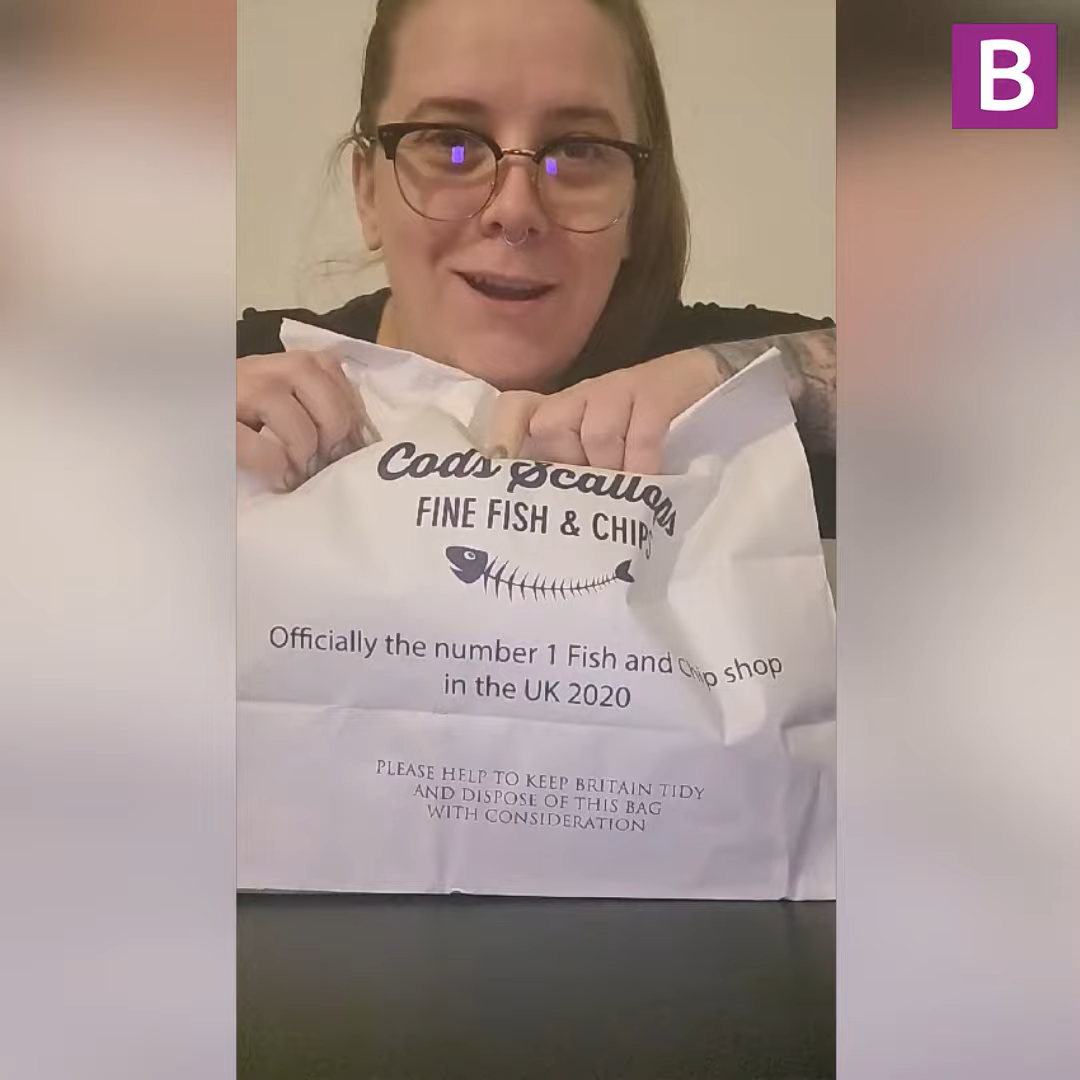 B
Cods Scallops
FINE FISH & CHIPS
Officially the number 1 Fish and Chip shop
in the UK 2020
PLEASE HELP TO KEEP BRITAIN TIDY
AND DISPOSE OF THIS BAG
WITH CONSIDERATION